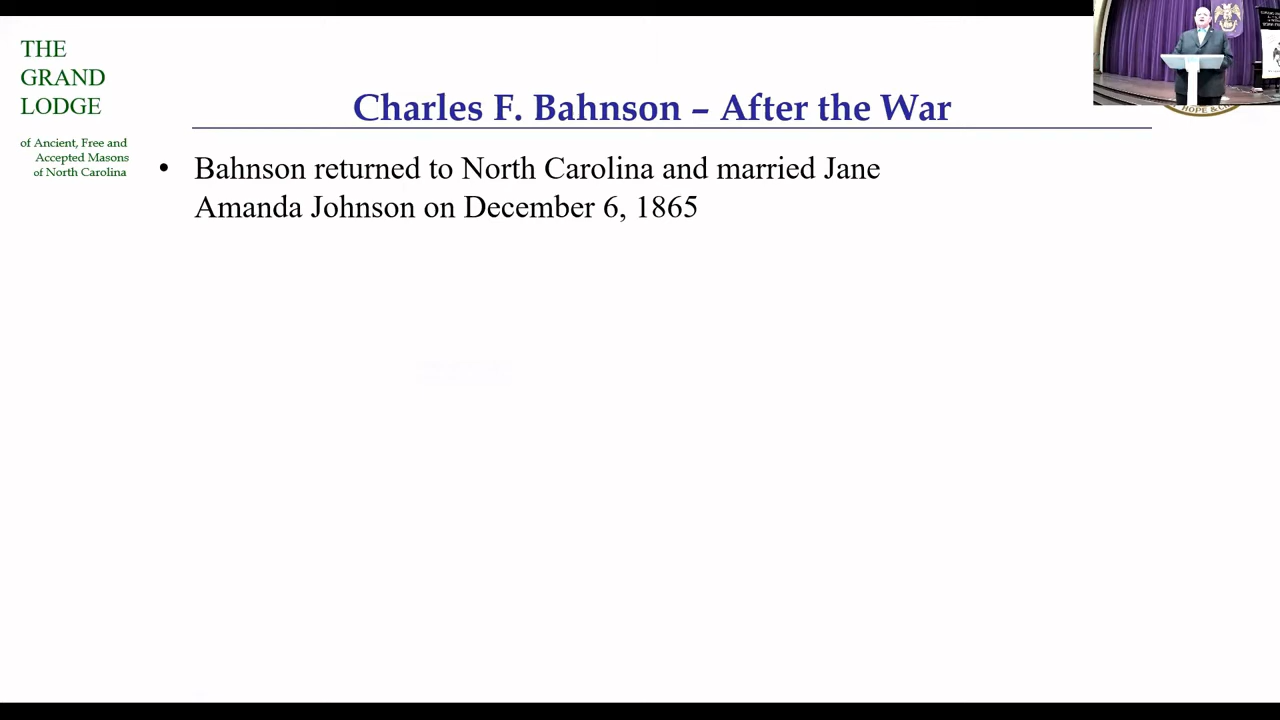 THE
GRAND
LODGE
of Ancient, Free and
Accepted Masons
of North Carolina
Charles F. Bahnson – After the War
• Bahnson returned to North Carolina and married Jane
Amanda Johnson on December 6, 1865
HOPE &